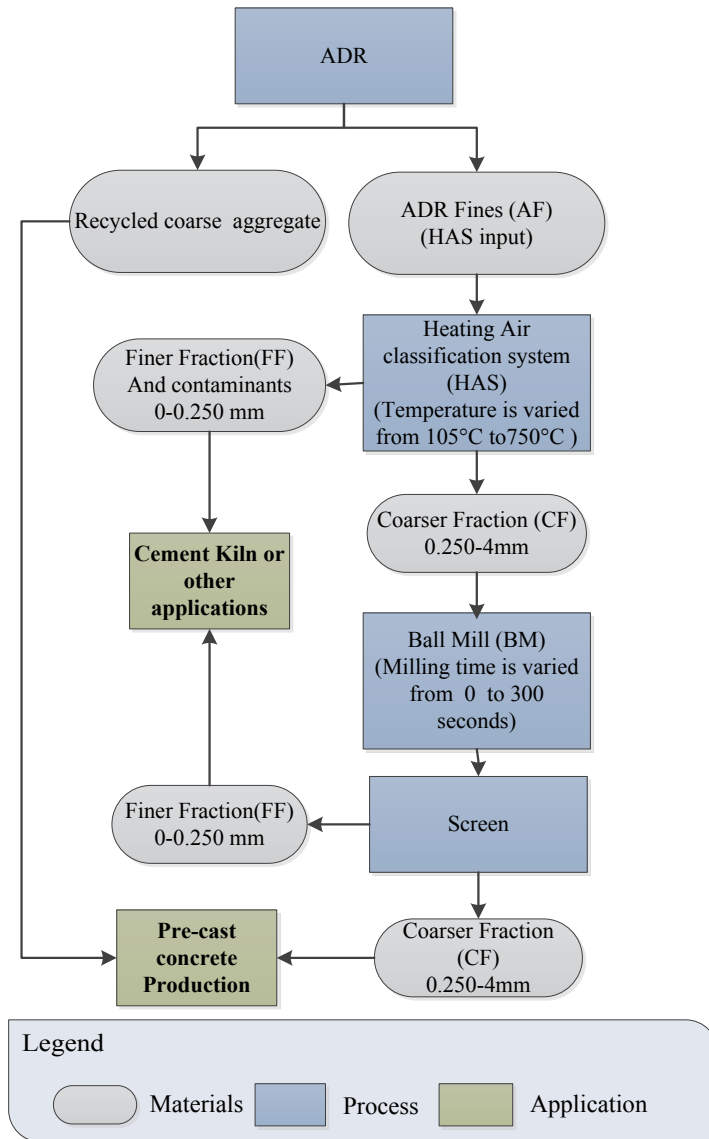 ADR
Recycled coarse aggregate
ADR Fines (AF)
(HAS input)
Heating Air
classification system
(HAS)
(Temperature is varied
from 105°C to750°C )
Finer Fraction(FF)
And contaminants
0-0.250 mm
Coarser Fraction (CF)
0.250-4mm
Cement Kiln or
other
applications
Ball Mill (BM)
(Milling time is varied
from 0 to 300
seconds)
Finer Fraction(FF)
0-0.250 mm
Screen
Pre-cast
concrete
Production
Coarser Fraction
(CF)
0.250-4mm
Legend
Materials
Process
Application